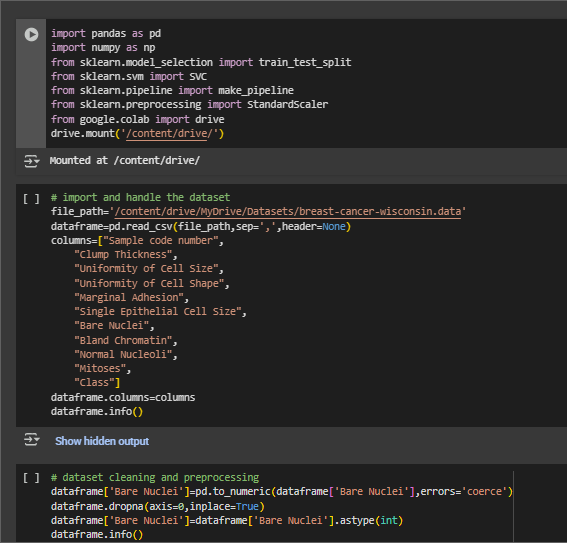 import pandas as pd
import numpy as np
from sklearn.model_selection import train_test_split
from sklearn.svm import SVC
from sklearn.pipeline import make_pipeline
from sklearn.preprocessing import StandardScaler
from google.colab import drive
drive.mount('/content/drive/')
Mounted at /content/drive/
[ ] # import and handle the dataset
file_path='/content/drive/MyDrive/Datasets/breast-cancer-wisconsin.data'
dataframe=pd.read_csv(file_path,sep=',',header=None)
columns=["Sample code number",
    "Clump Thickness",
    "Uniformity of Cell Size",
    "Uniformity of Cell Shape",
    "Marginal Adhesion",
    "Single Epithelial Cell Size",
    "Bare Nuclei",
    "Bland Chromatin",
    "Normal Nucleoli",
    "Mitoses",
    "Class"]
dataframe.columns=columns
dataframe.info()
Show hidden output
[ ] # dataset cleaning and preprocessing
dataframe['Bare Nuclei']=pd.to_numeric(dataframe['Bare Nuclei'],errors='coerce')
dataframe.dropna(axis=0,inplace=True)
dataframe['Bare Nuclei']=dataframe['Bare Nuclei'].astype(int)
dataframe.info()